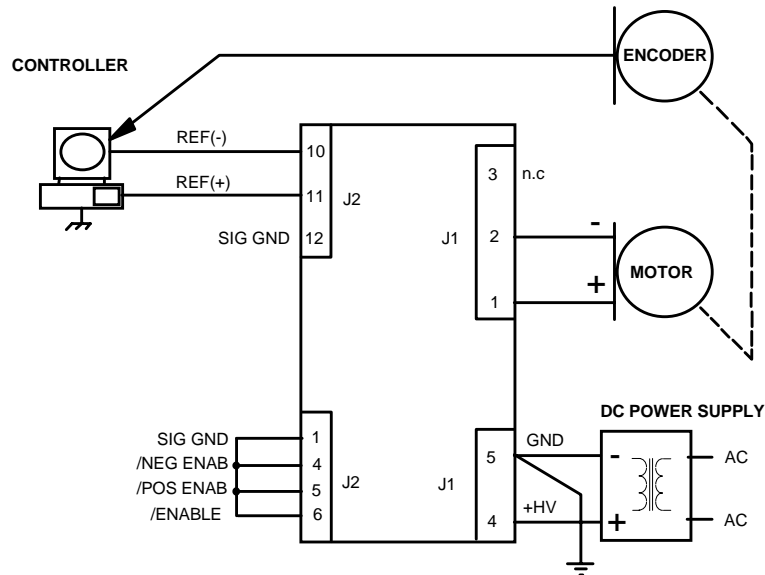 CONTROLLER
ENCODER
REF(-)
10
REF(+)
11
J2
SIG GND
12
3
n.c
J1
2
-
MOTOR
+
1
DC POWER SUPPLY
SIG GND
1
/NEG ENAB
4
/POS ENAB
5
/ENABLE
6
J2
J1
5
GND
-
AC
4
+HV
+
AC